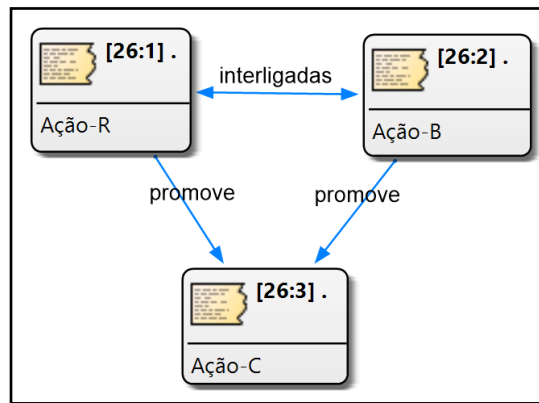 [26:1] .
Ação-R
interligadas
[26:2] .
Ação-B
promove
promove
[26:3] .
Ação-C